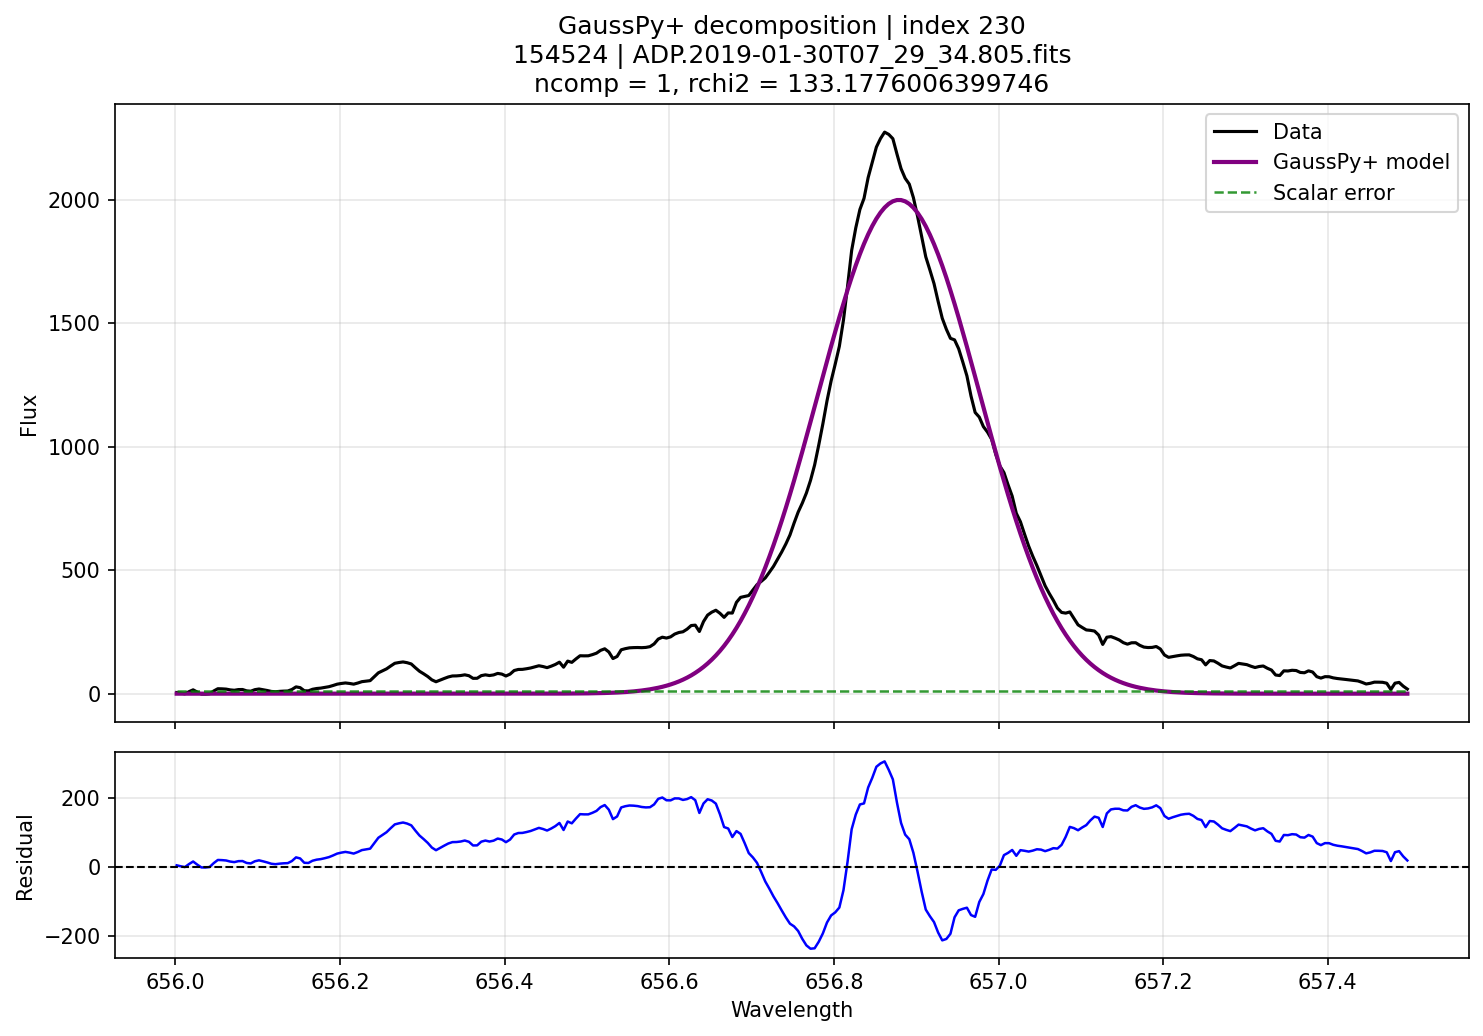 GaussPy+ decomposition | index 230
154524 | ADP.2019-01-30T07_29_34.805.fits
ncomp = 1, rchi2 = 133.1776006399746
Data
GaussPy+ model
Scalar error
Flux
2000
1500
1000
500
0
Residual
200
0
−200
656.0 656.2 656.4 656.6 656.8 657.0 657.2 657.4
Wavelength